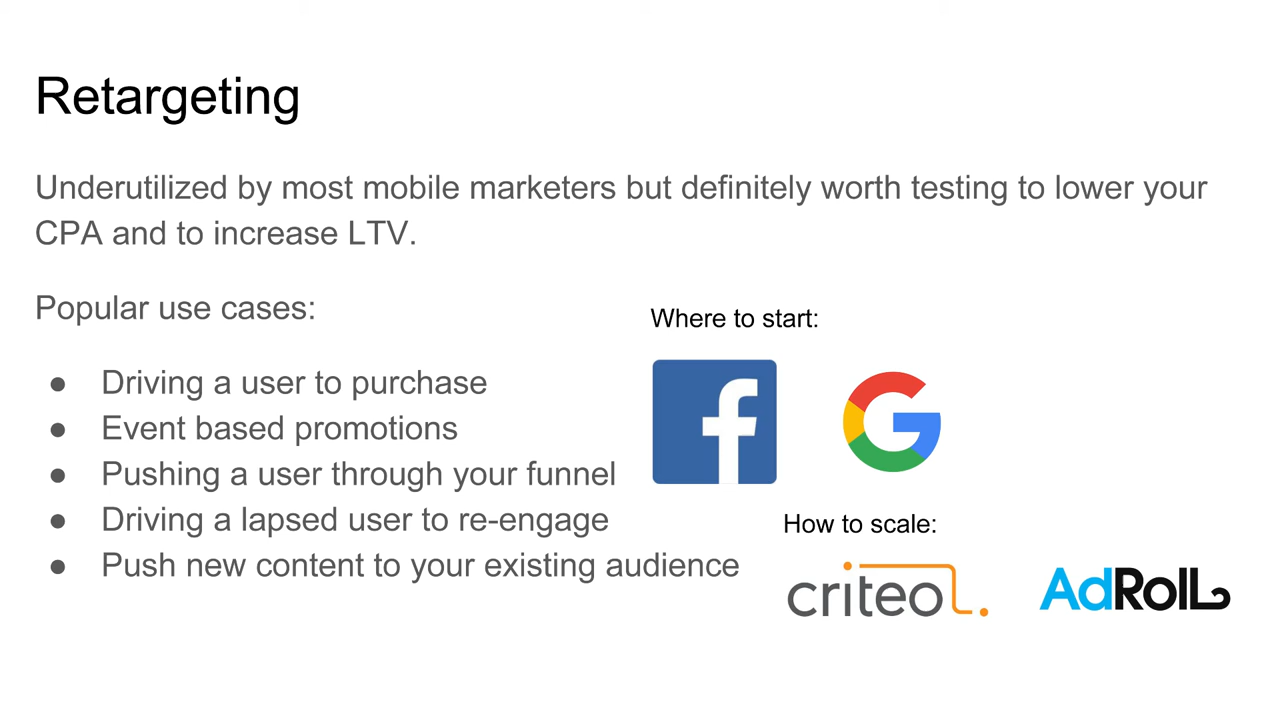 Retargeting
Underutilized by most mobile marketers but definitely worth testing to lower your
CPA and to increase LTV.
Popular use cases:
● Driving a user to purchase
● Event based promotions
● Pushing a user through your funnel
● Driving a lapsed user to re-engage
● Push new content to your existing audience
Where to start:
f G
How to scale:
criteo. AdRoll